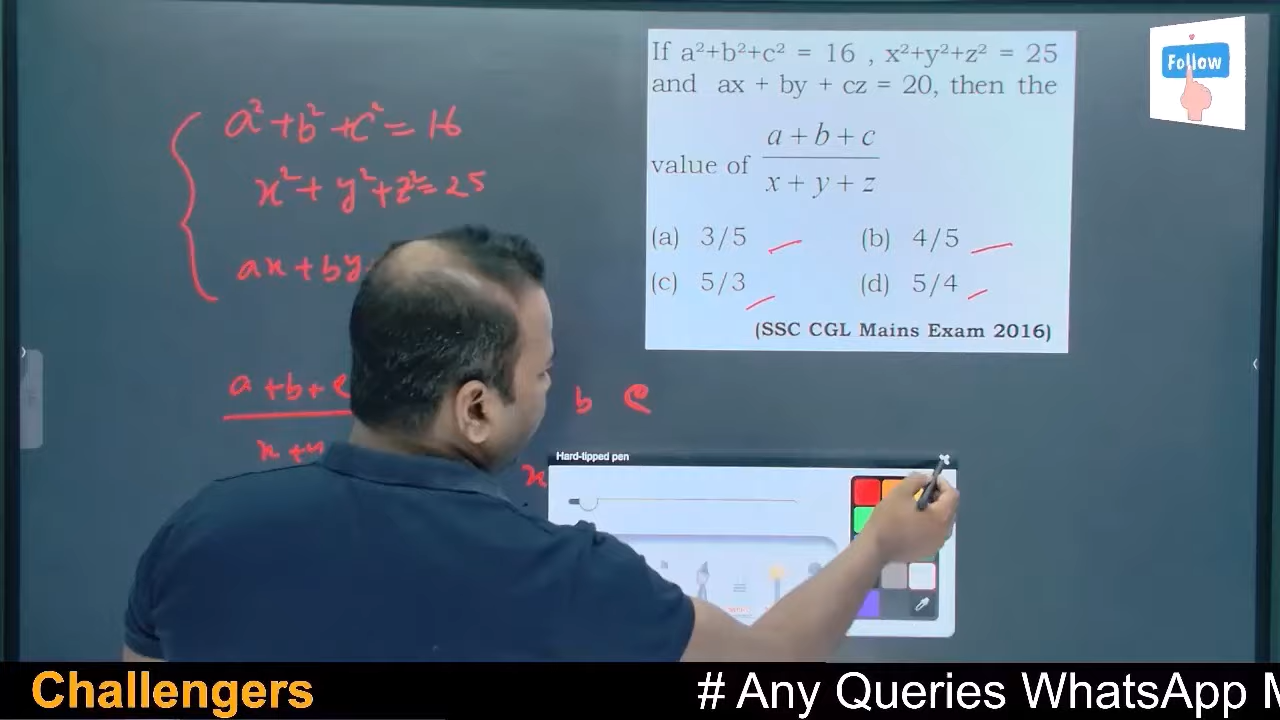 If a²+b²+c² = 16 , x²+y²+z² = 25
and ax + by + cz = 20, then the
value of a + b + c / x + y + z
(a) 3/5 (b) 4/5
(c) 5/3 (d) 5/4
(SSC CGL Mains Exam 2016)
Follow
a²+b²+c²=16
x²+y²+z²=25
ax+by
a+b+c
b c
x
Hard-tipped pen
Challengers
# Any Queries WhatsApp